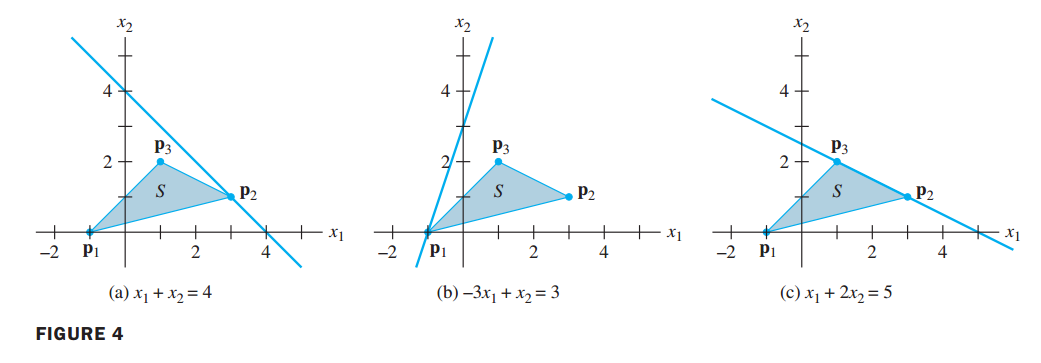 x₂ x₂ x₂
4 4 4
p₃ p₃ p₃
2 2 2
S p₂ S p₂ S p₂
x₁ x₁ x₁
–2 p₁ 2 4 –2 p₁ 2 4 –2 p₁ 2 4
(a) x₁ + x₂ = 4 (b) –3x₁ + x₂ = 3 (c) x₁ + 2x₂ = 5
FIGURE 4